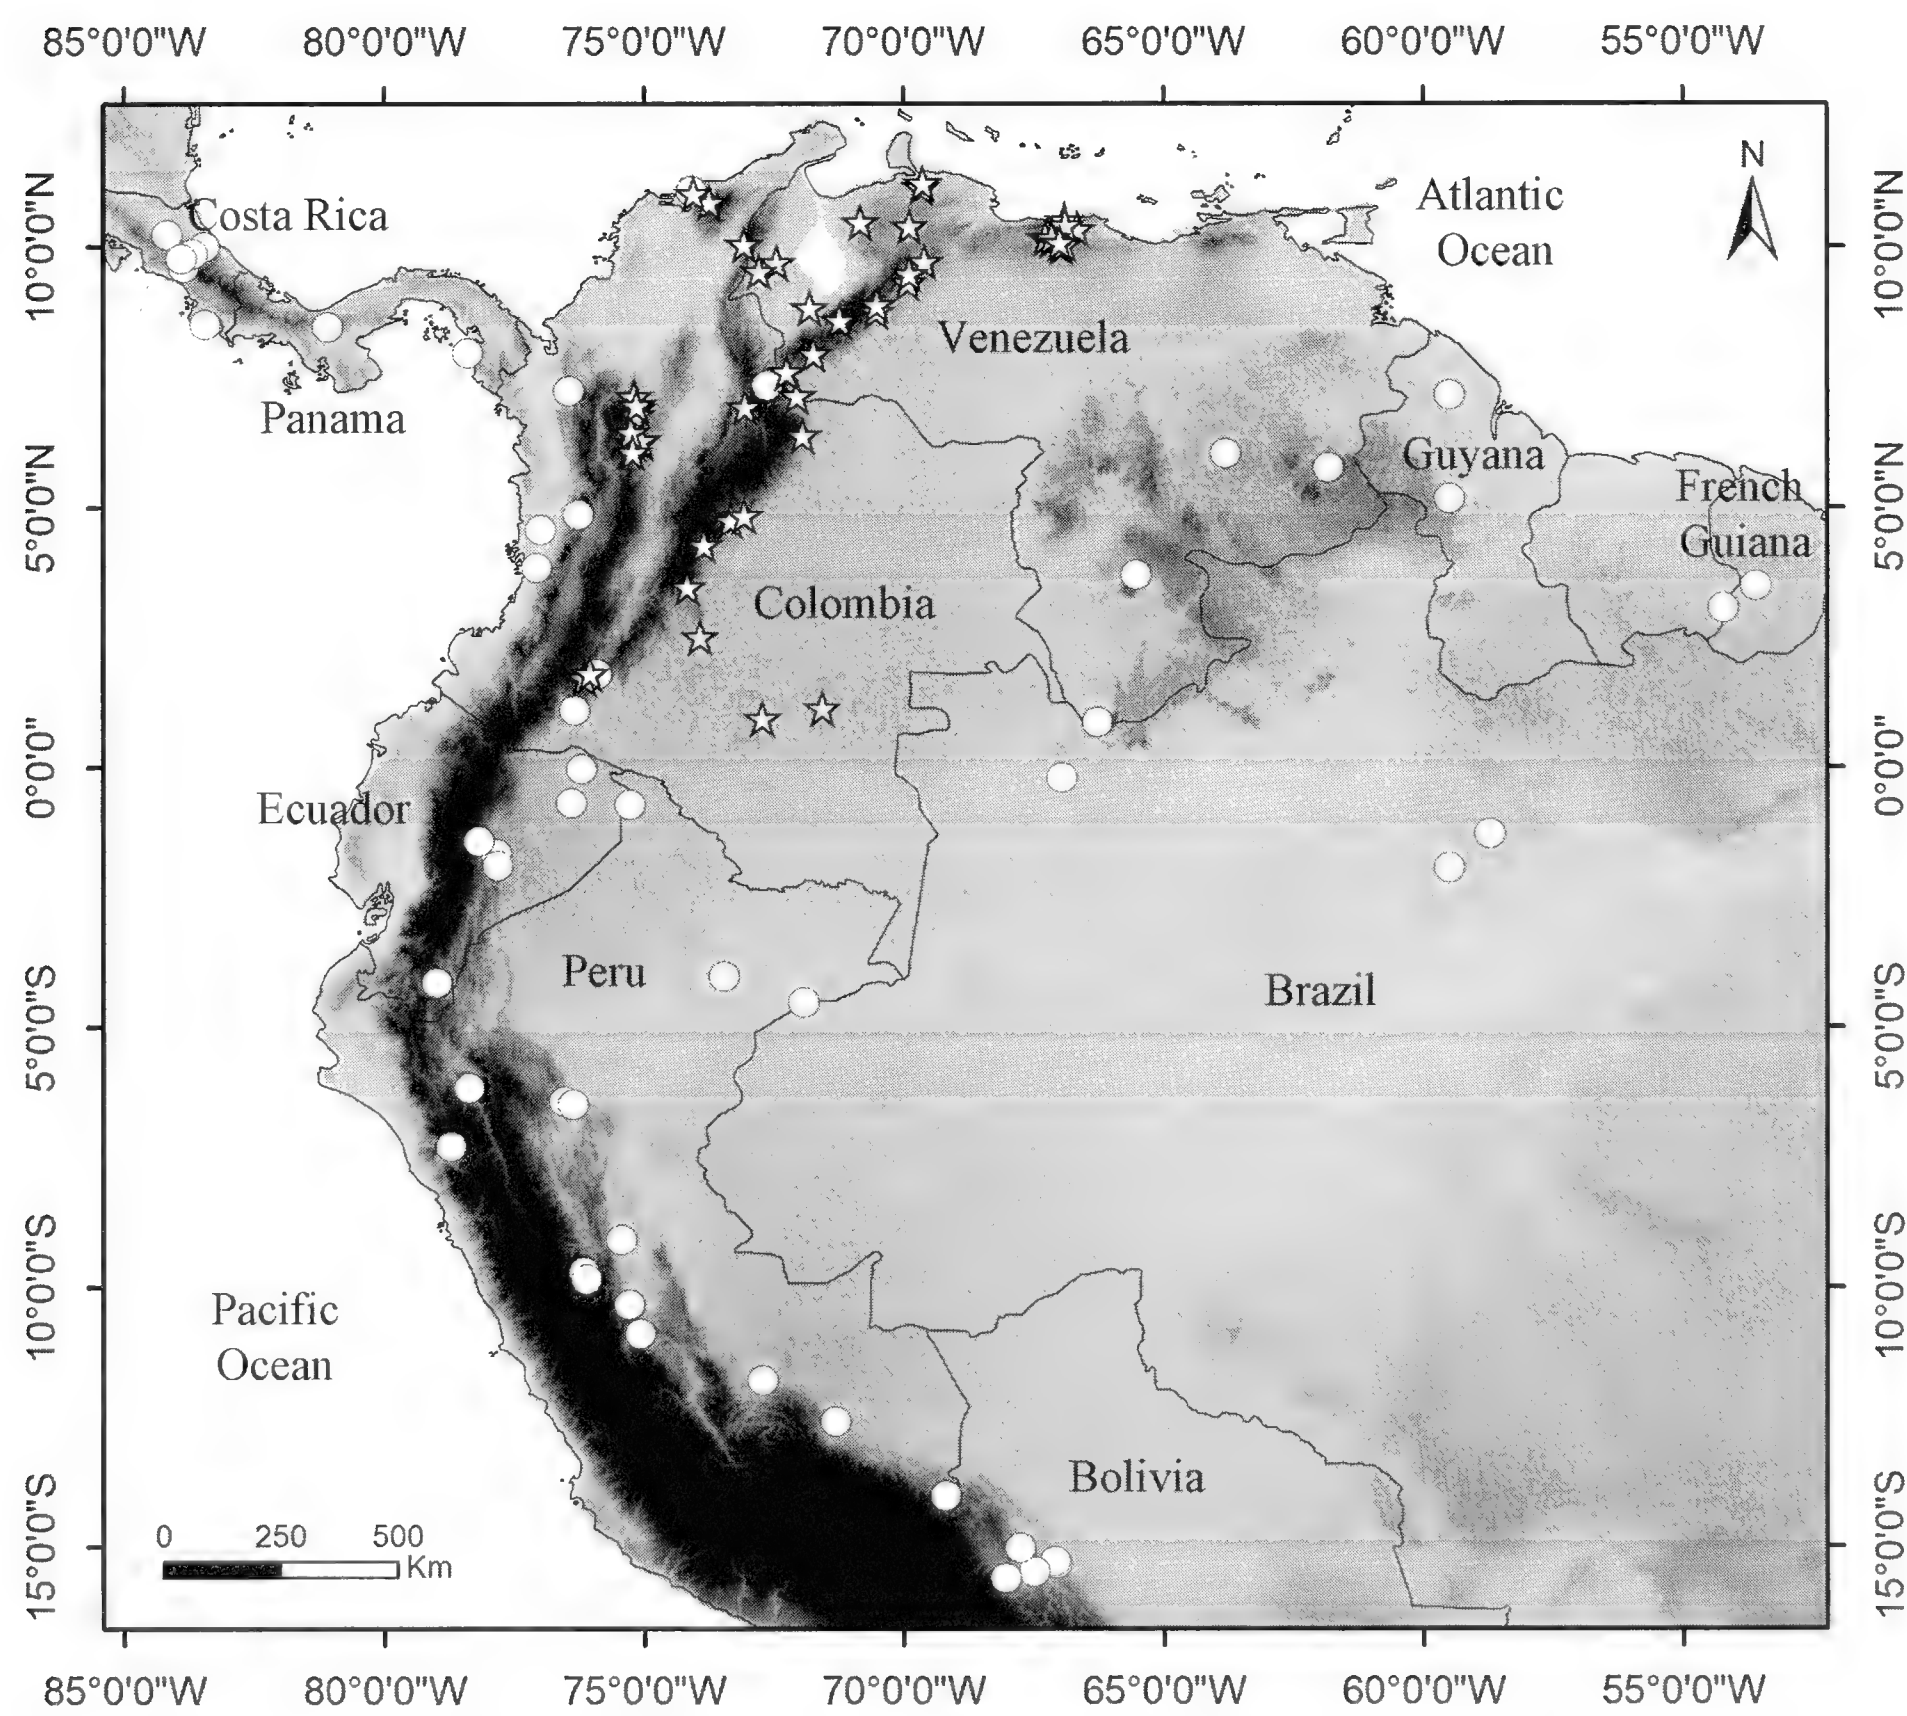 85°0'0"W 80°0'0"W 75°0'0"W 70°0'0"W 65°0'0"W 60°0'0"W 55°0'0"W
N
10°0'0"N
10°0'0"N
Costa Rica
Atlantic
Ocean
Venezuela
Panama
Guyana
5°0'0"N
5°0'0"N
French
Guiana
Colombia
0°0'0"
0°0'0"
Ecuador
Peru
Brazil
5°0'0"S
5°0'0"S
Pacific
Ocean
10°0'0"S
10°0'0"S
Bolivia
0 250 500
Km
15°0'0"S
15°0'0"S
85°0'0"W 80°0'0"W 75°0'0"W 70°0'0"W 65°0'0"W 60°0'0"W 55°0'0"W